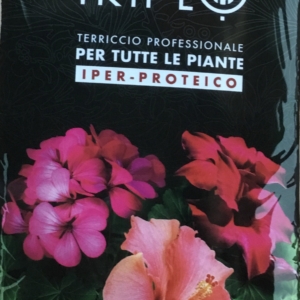 TERRICCIO PROFESSIONALE
PER TUTTE LE PIANTE
IPER-PROTEICO